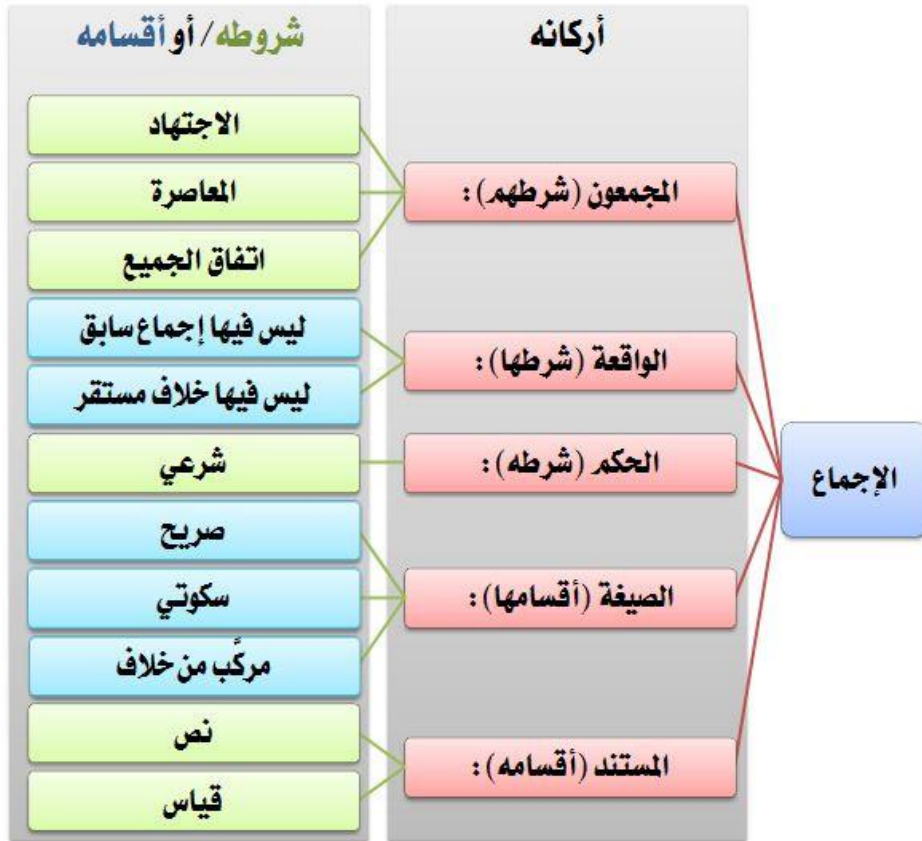 الإجماع
أركانه
شروطه/ أو أقسامه
المجمعون (شرطهم):
الاجتهاد
المعاصرة
اتفاق الجميع
الواقعة (شرطها):
ليس فيها إجماع سابق
ليس فيها خلاف مستقر
الحكم (شرطه):
شرعي
الصيغة (أقسامها):
صريح
سكوتي
مركَّب من خلاف
المستند (أقسامه):
نص
قياس